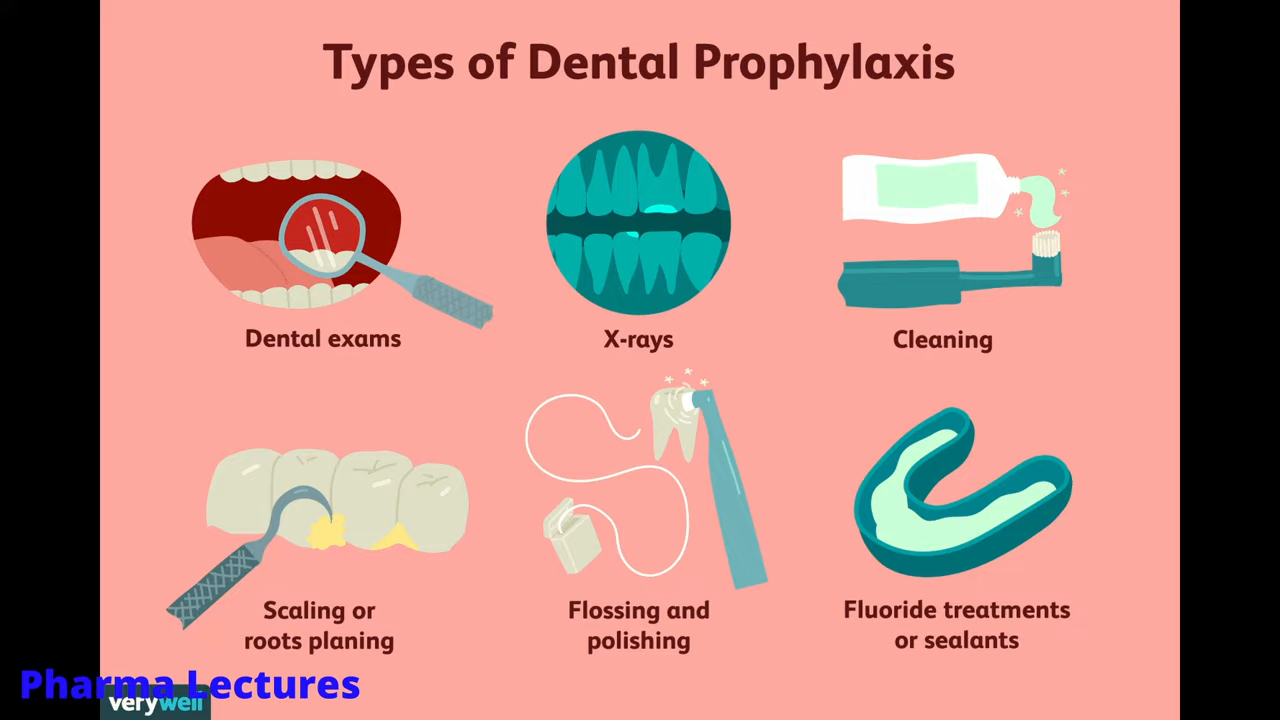 Types of Dental Prophylaxis
Dental exams
X-rays
Cleaning
Scaling or
roots planing
Flossing and
polishing
Fluoride treatments
or sealants
Pharma Lectures
verywell